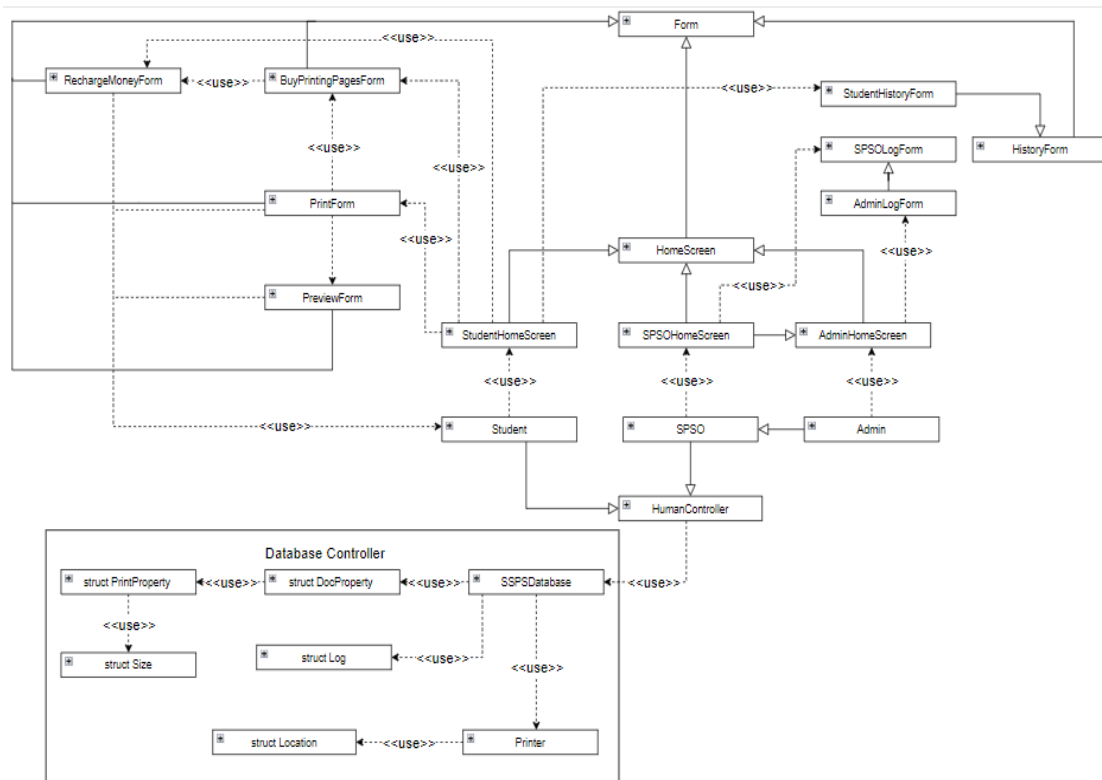 Form
<<use>>
RechargeMoneyForm
<<use>>
BuyPrintingPagesForm
<<use>>
StudentHistoryForm
<<use>>
SPSOLogForm
HistoryForm
PrintForm
AdminLogForm
<<use>>
HomeScreen
<<use>>
<<use>>
<<use>>
PreviewForm
StudentHomeScreen
SPSOHomeScreen
AdminHomeScreen
<<use>>
<<use>>
<<use>>
<<use>>
Student
SPSO
Admin
HumanController
Database Controller
struct PrintProperty
<<use>>
struct DocProperty
<<use>>
SSPSDatabase
<<use>>
<<use>>
struct Size
struct Log
<<use>>
<<use>>
struct Location
<<use>>
Printer